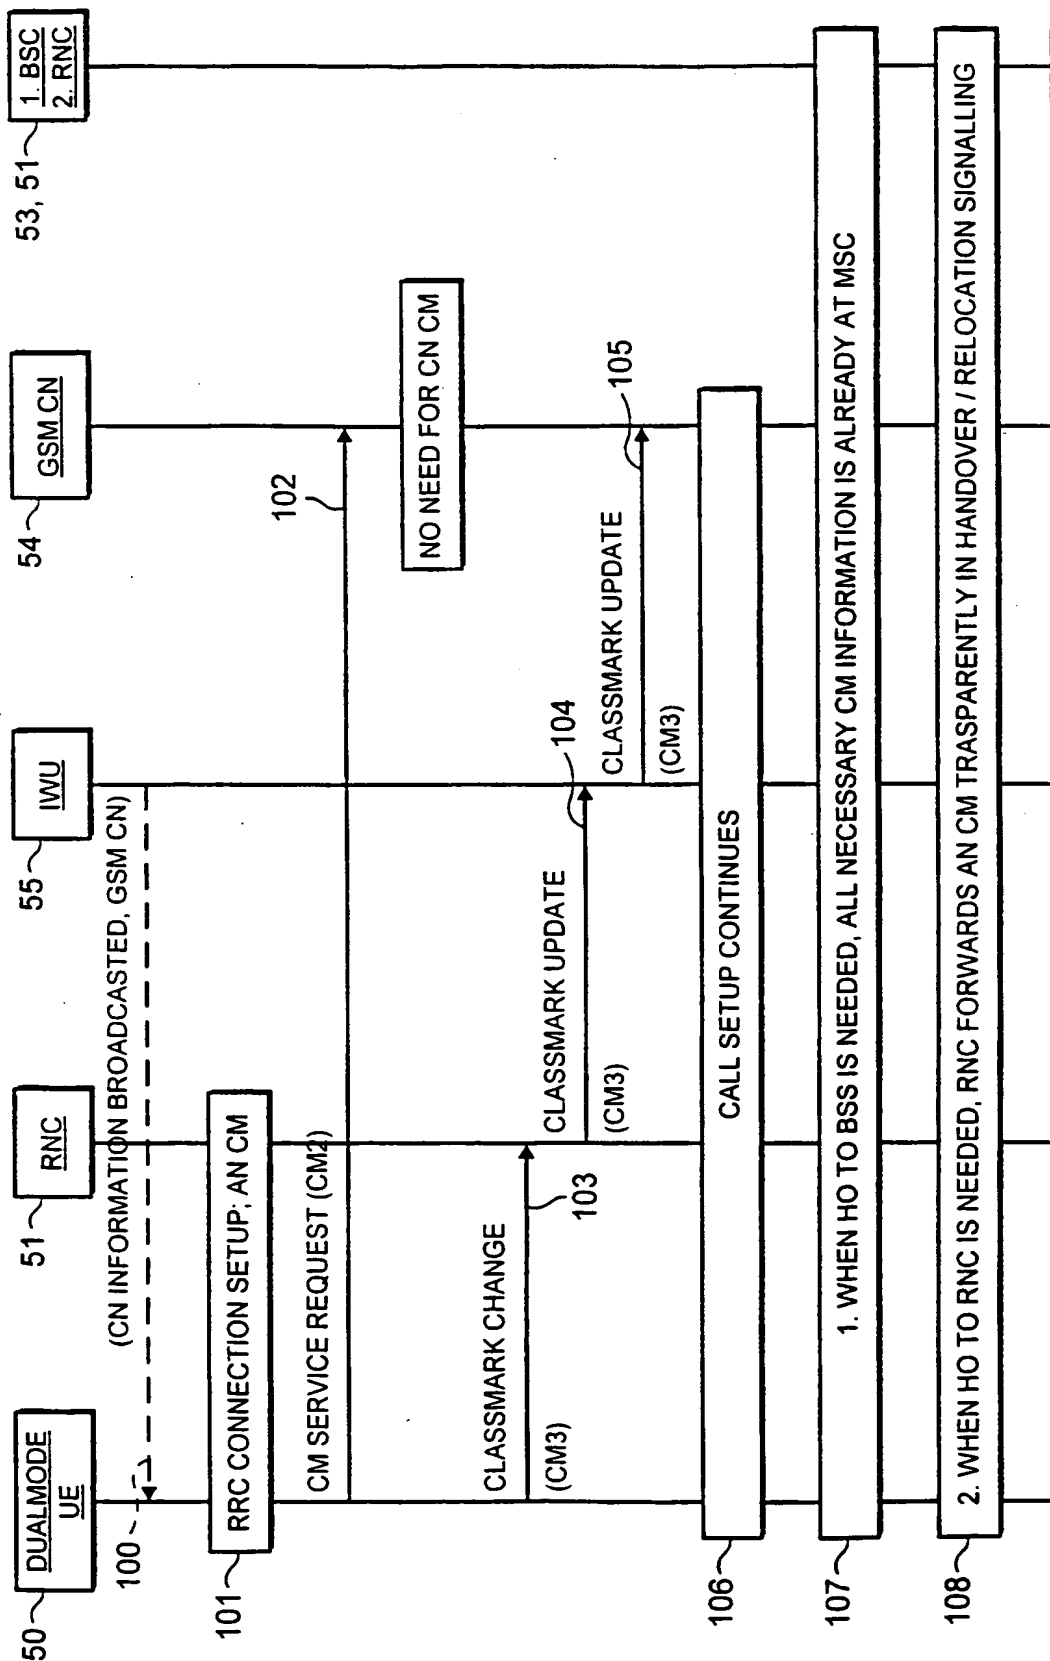 DUALMODE
UE
50
RNC
51
IWU
55
GSM CN
54
1. BSC
2. RNC
53, 51
100
(CN INFORMATION BROADCASTED, GSM CN)
101
RRC CONNECTION SETUP; AN CM
CM SERVICE REQUEST (CM2)
102
NO NEED FOR CN CM
CLASSMARK CHANGE
(CM3)
103
CLASSMARK UPDATE
(CM3)
104
CLASSMARK UPDATE
(CM3)
105
106
CALL SETUP CONTINUES
107
1. WHEN HO TO BSS IS NEEDED, ALL NECESSARY CM INFORMATION IS ALREADY AT MSC
108
2. WHEN HO TO RNC IS NEEDED, RNC FORWARDS AN CM TRASPARENTLY IN HANDOVER / RELOCATION SIGNALLING